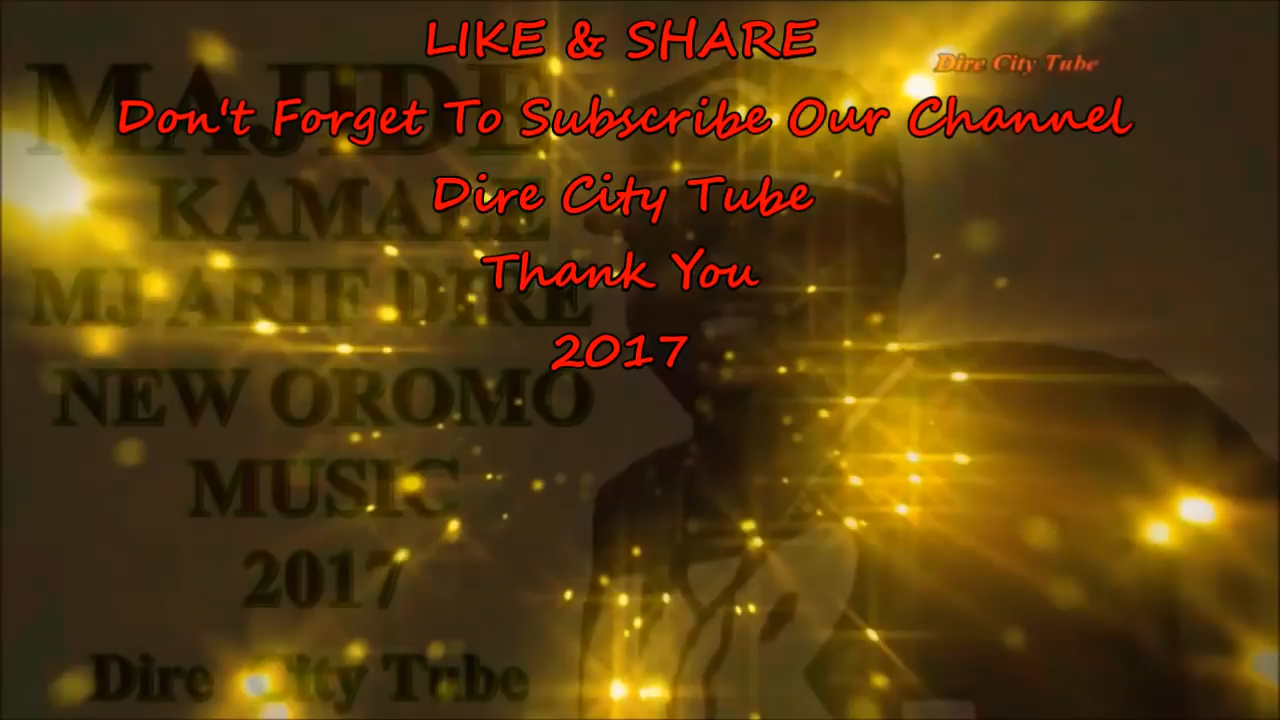 LIKE & SHARE
Dire City Tube
Don't Forget To Subscribe Our Channel
Dire City Tube
Thank You
2017
MAJIDE
KAMALE
MJ ARIF DIRE
NEW OROMO
MUSIC
2017
Dire City Tube